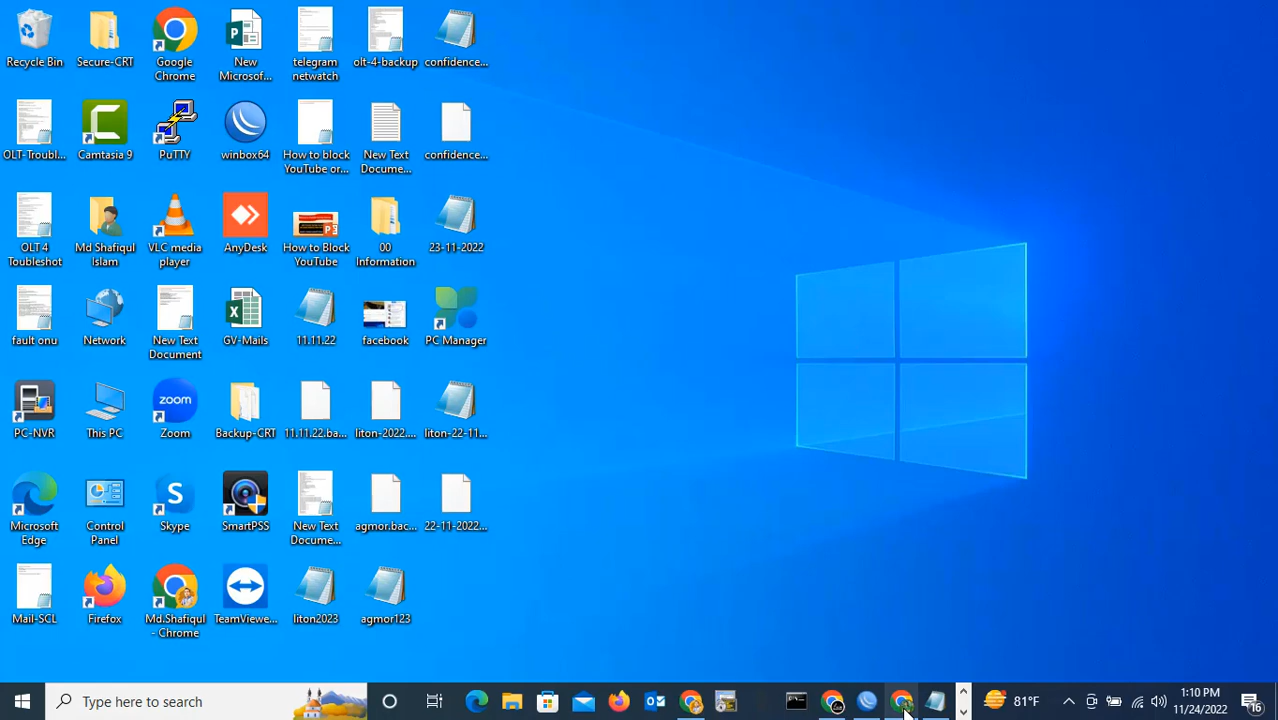 Recycle Bin
Secure-CRT
Google
Chrome
New
Microsof...
telegram
netwatch
olt-4-backup
confidence...
OLT-Troubl...
Camtasia 9
PuTTY
winbox64
How to block
YouTube or...
New Text
Docume...
confidence...
OLT 4
Toubleshot
Md Shafiqul
Islam
VLC media
player
AnyDesk
How to Block
YouTube
00
Information
23-11-2022
fault onu
Network
New Text
Document
GV-Mails
11.11.22
facebook
PC Manager
PC-NVR
This PC
zoom
Zoom
Backup-CRT
11.11.22.ba...
liton-2022....
liton-22-11...
Microsoft
Edge
Control
Panel
Skype
SmartPSS
New Text
Docume...
agmor.bac...
22-11-2022...
Mail-SCL
Firefox
Md.Shafiqul
- Chrome
TeamViewe...
liton2023
agmor123
Type here to search
81°F
1:10 PM
11/24/2022
16